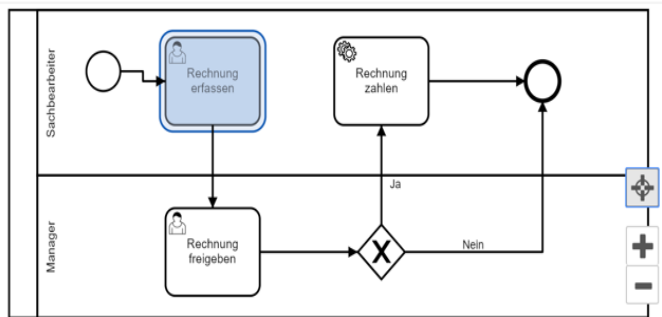 Sachbearbeiter
Rechnung
erfassen
Rechnung
zahlen
Ja
Manager
Rechnung
freigeben
X
Nein